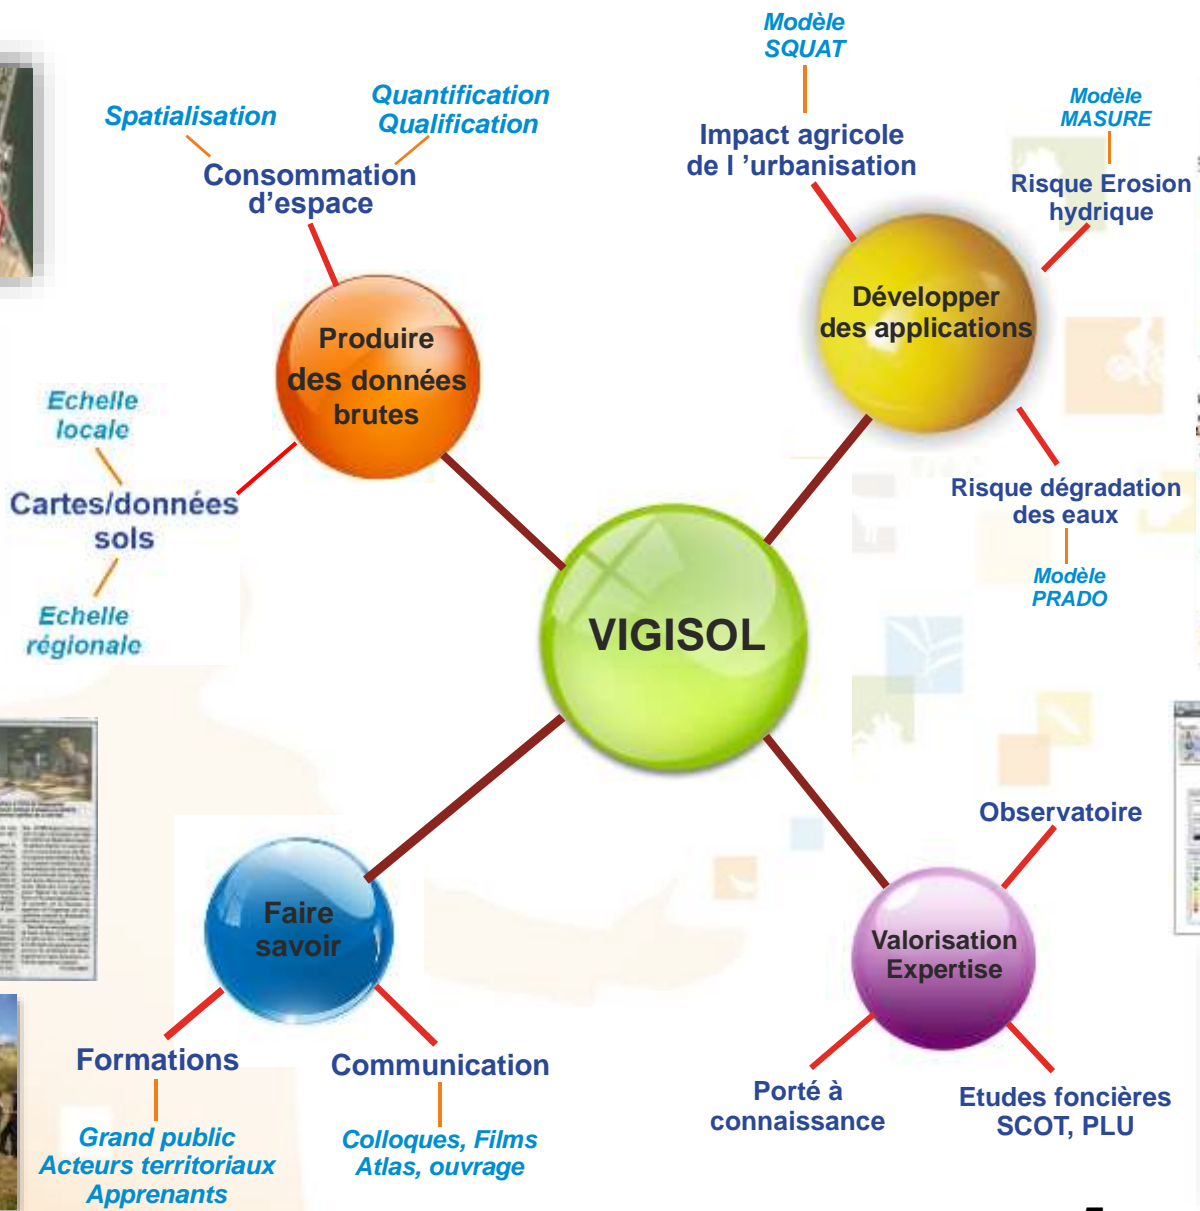 Modèle
SQUAT
Quantification
Qualification
Spatialisation
Modèle
MASURE
Impact agricole
de l ’urbanisation
Consommation
d’espace
Risque Erosion
hydrique
Développer
des applications
Produire
des données
brutes
Echelle
locale
Cartes/données
sols
Echelle
régionale
Risque dégradation
des eaux
Modèle
PRADO
VIGISOL
Observatoire
Faire
savoir
Valorisation
Expertise
Formations
Communication
Porté à
connaissance
Etudes foncières
SCOT, PLU
Grand public
Acteurs territoriaux
Apprenants
Colloques, Films
Atlas, ouvrage